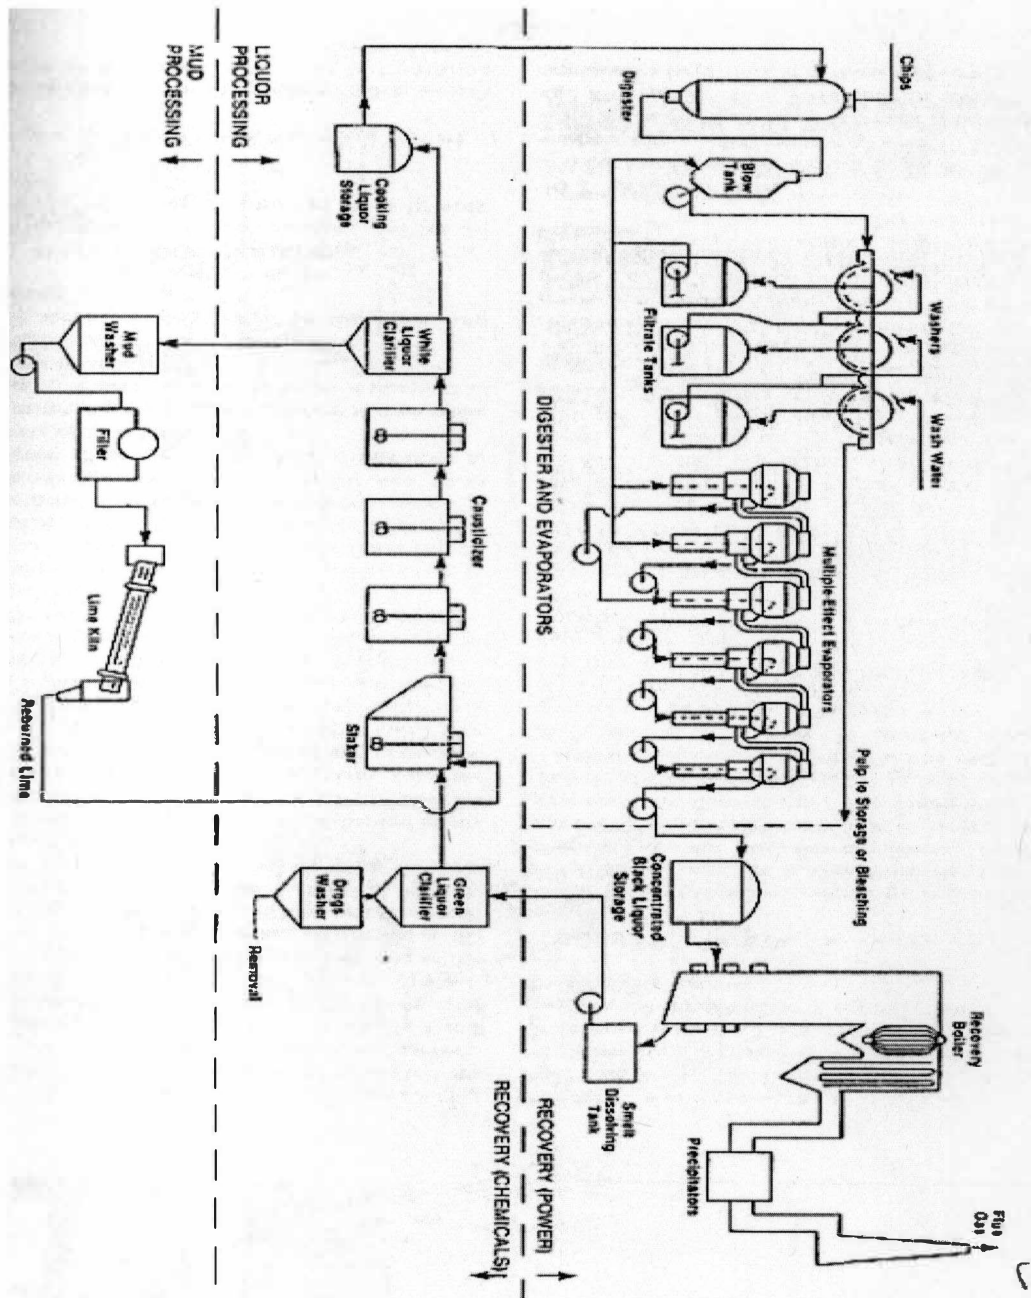 Flue
Gas
Recovery
Boiler
Chips
Washers
Wash Water
Pulp to Storage or Bleaching
Multiple Effect Evaporators
Blow
Tank
Precipitators
Digester
Filtrate Tanks
Concentrated
Black Liquor
Storage
Smelt
Dissolving
Tank
DIGESTER AND EVAPORATORS
RECOVERY (POWER)
RECOVERY (CHEMICALS)
Causticizer
White
Liquor
Clarifier
Green
Liquor
Clarifier
Cooking
Liquor
Storage
Slaker
Dregs
Washer
Removal
LIQUOR
PROCESSING
MUD
PROCESSING
Mud
Washer
Filter
Lime Kiln
Reburned Lime